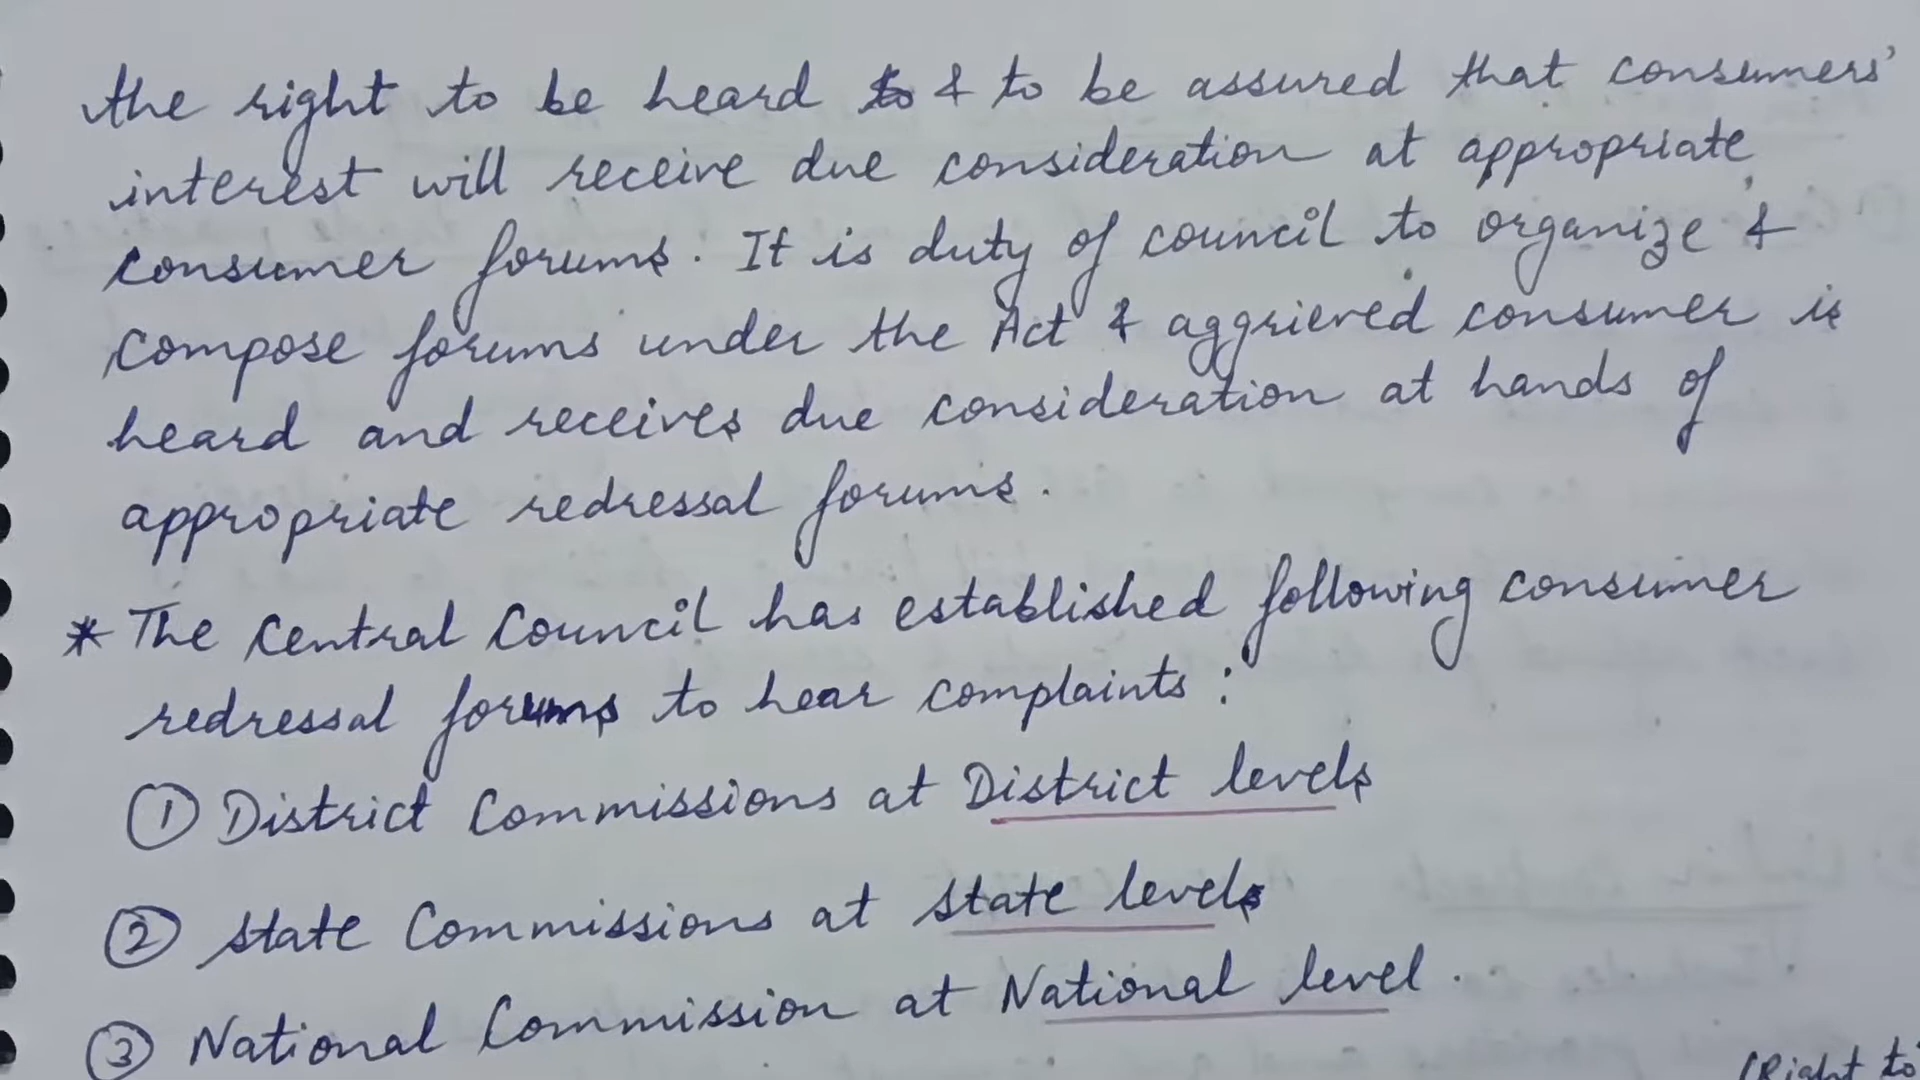 the right to be heard & to be assured that consumers'
interest will receive due consideration at appropriate
consumer forums. It is duty of council to organize &
compose forums under the Act & aggrieved consumer is
heard and receives due consideration at hands of
appropriate redressal forums.
* The Central Council has established following consumer
redressal forums to hear complaints :
① District Commissions at District levels
② State Commissions at State levels
③ National Commission at National level.
(Right to